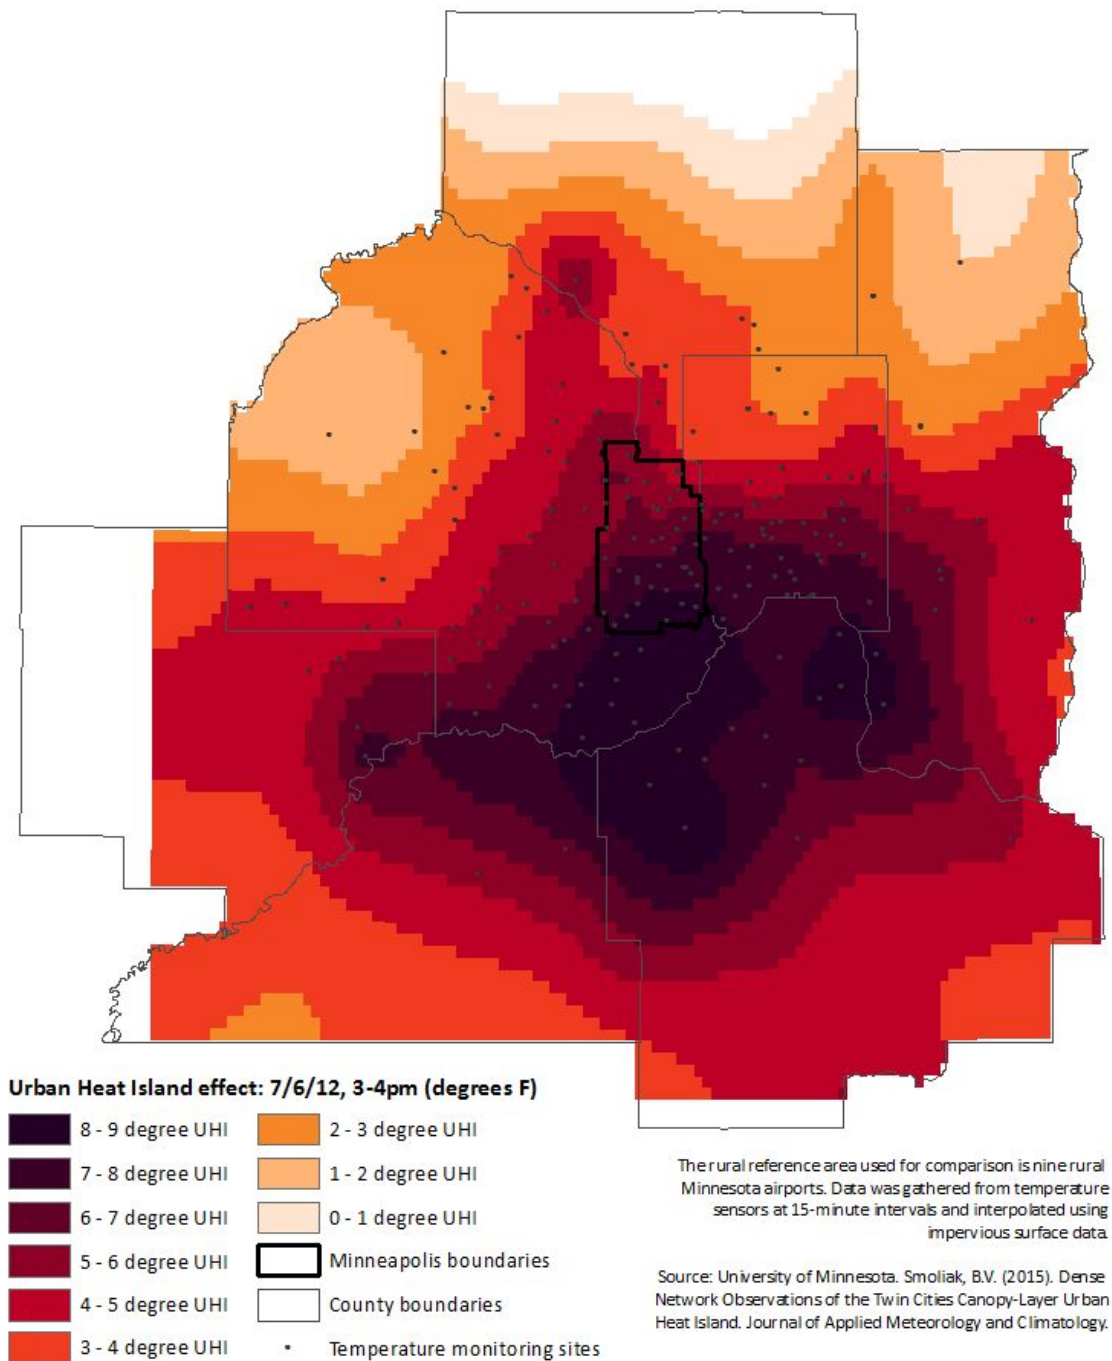 Urban Heat Island effect: 7/6/12, 3-4pm (degrees F)
8 - 9 degree UHI
7 - 8 degree UHI
6 - 7 degree UHI
5 - 6 degree UHI
4 - 5 degree UHI
3 - 4 degree UHI
2 - 3 degree UHI
1 - 2 degree UHI
0 - 1 degree UHI
Minneapolis boundaries
County boundaries
Temperature monitoring sites
The rural reference area used for comparison is nine rural
Minnesota airports. Data was gathered from temperature
sensors at 15-minute intervals and interpolated using
impervious surface data.
Source: University of Minnesota. Smoliak, B.V. (2015). Dense
Network Observations of the Twin Cities Canopy-Layer Urban
Heat Island. Journal of Applied Meteorology and Climatology.